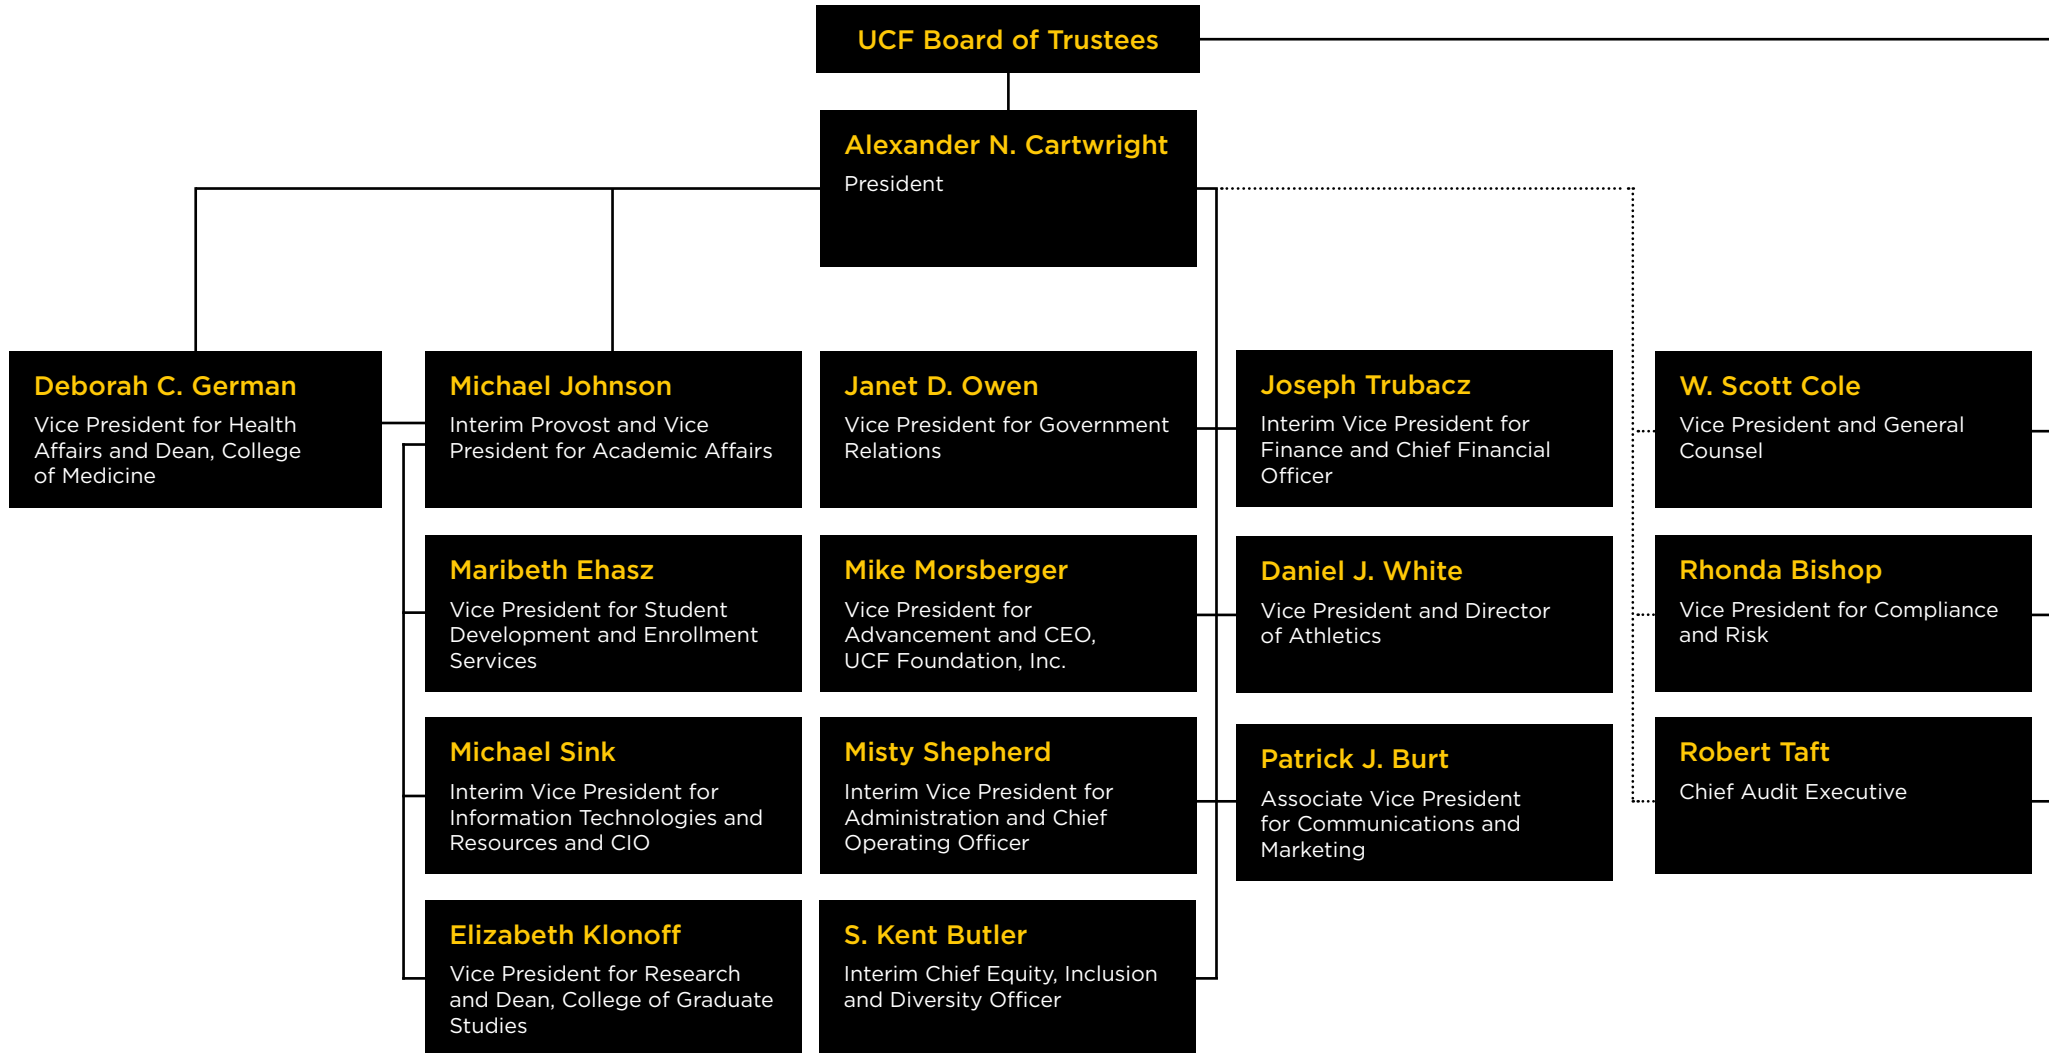 UCF Board of Trustees
Alexander N. Cartwright
President
Deborah C. German
Vice President for Health
Affairs and Dean, College
of Medicine
Michael Johnson
Interim Provost and Vice
President for Academic Affairs
Janet D. Owen
Vice President for Government
Relations
Joseph Trubacz
Interim Vice President for
Finance and Chief Financial
Officer
W. Scott Cole
Vice President and General
Counsel
Maribeth Ehasz
Vice President for Student
Development and Enrollment
Services
Mike Morsberger
Vice President for
Advancement and CEO,
UCF Foundation, Inc.
Daniel J. White
Vice President and Director
of Athletics
Rhonda Bishop
Vice President for Compliance
and Risk
Michael Sink
Interim Vice President for
Information Technologies and
Resources and CIO
Misty Shepherd
Interim Vice President for
Administration and Chief
Operating Officer
Patrick J. Burt
Associate Vice President
for Communications and
Marketing
Robert Taft
Chief Audit Executive
Elizabeth Klonoff
Vice President for Research
and Dean, College of Graduate
Studies
S. Kent Butler
Interim Chief Equity, Inclusion
and Diversity Officer